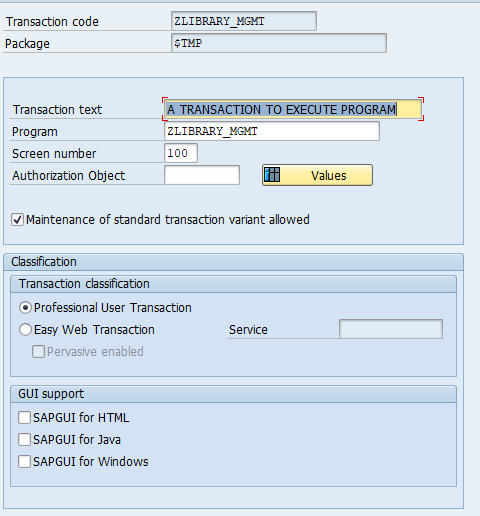 Transaction code ZLIBRARY_MGMT
Package $TMP
Transaction text A TRANSACTION TO EXECUTE PROGRAM
Program ZLIBRARY_MGMT
Screen number 100
Authorization Object Values
Maintenance of standard transaction variant allowed
Classification
Transaction classification
Professional User Transaction
Easy Web Transaction Service
Pervasive enabled
GUI support
SAPGUI for HTML
SAPGUI for Java
SAPGUI for Windows